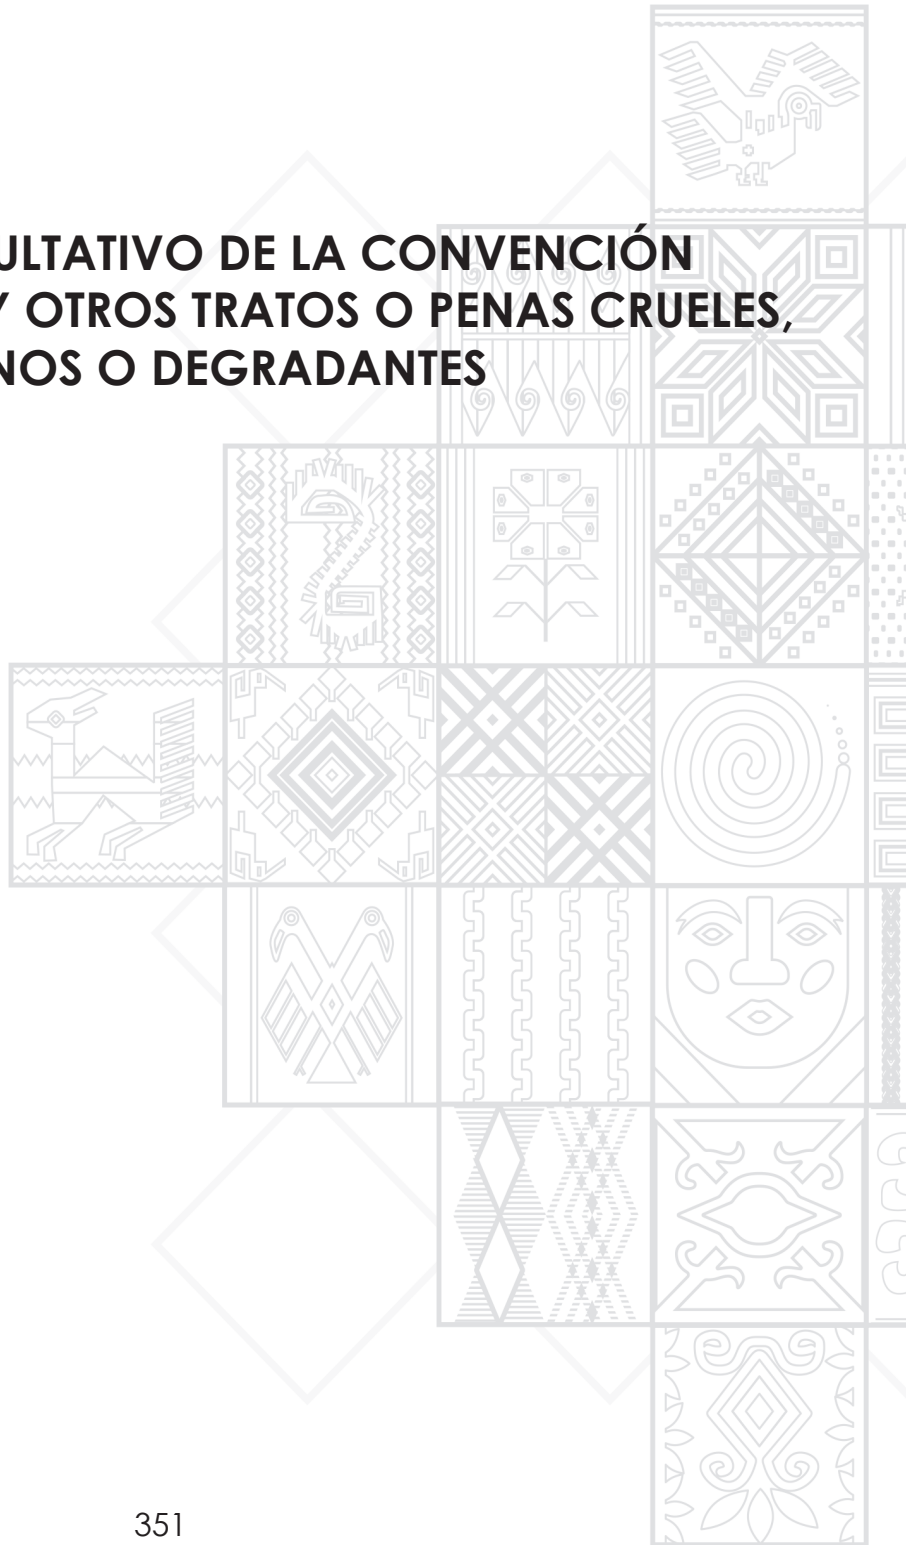 ULTATIVO DE LA CONVENCIÓN
Y OTROS TRATOS O PENAS CRUELES,
NOS O DEGRADANTES
351